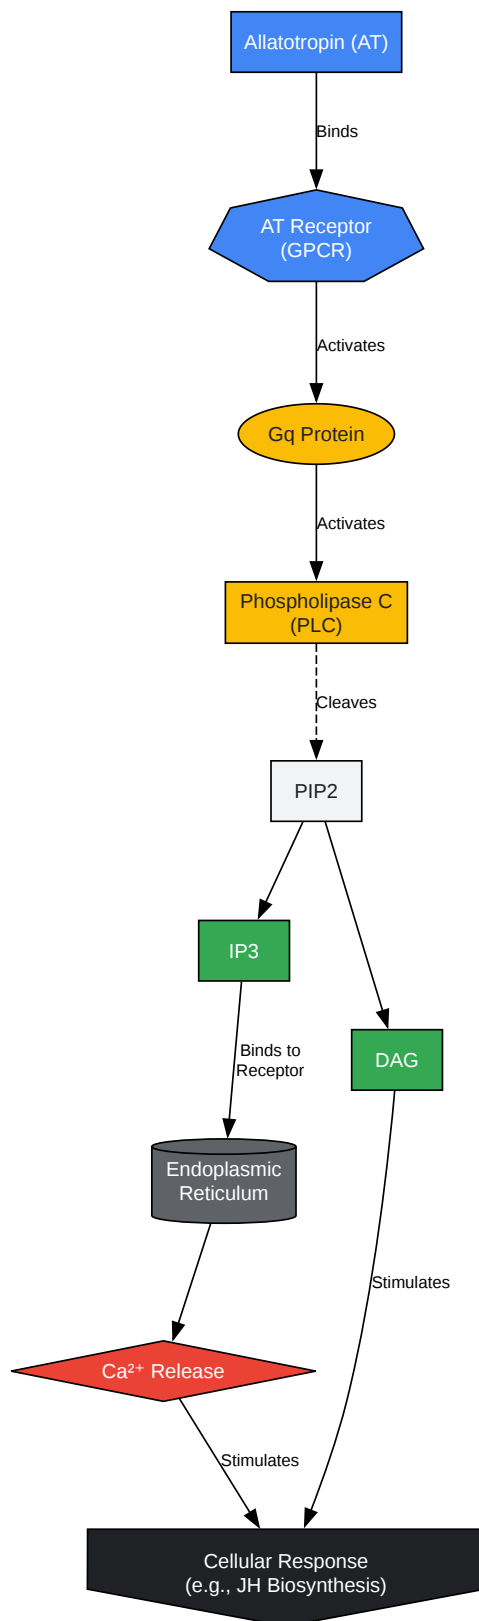 Allatotropin (AT)
Binds
AT Receptor
(GPCR)
Activates
Gq Protein
Activates
Phospholipase C
(PLC)
Cleaves
PIP2
IP3
Binds to
Receptor
DAG
Endoplasmic
Reticulum
Stimulates
Ca²⁺ Release
Stimulates
Cellular Response
(e.g., JH Biosynthesis)